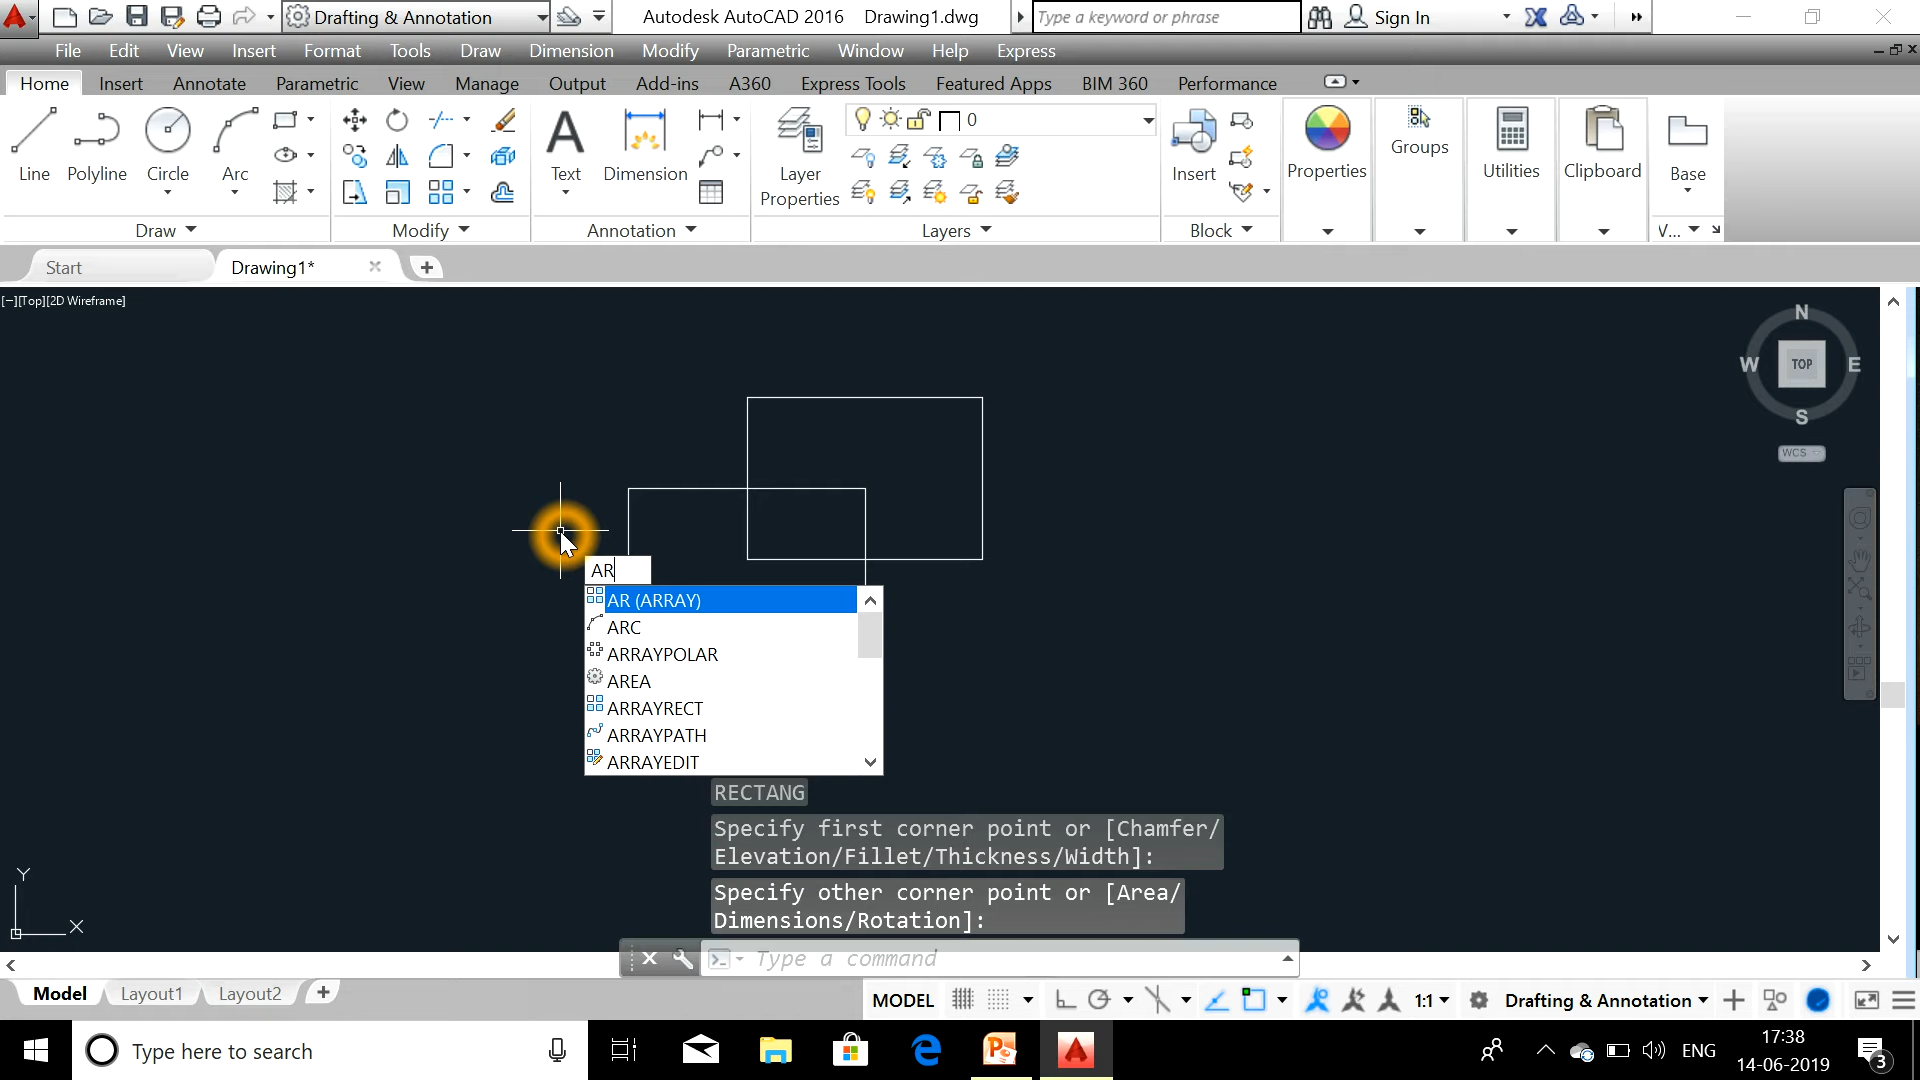 Drafting & Annotation
Autodesk AutoCAD 2016 Drawing1.dwg
Type a keyword or phrase
Sign In
File Edit View Insert Format Tools Draw Dimension Modify Parametric Window Help Express
Home Insert Annotate Parametric View Manage Output Add-ins A360 Express Tools Featured Apps BIM 360 Performance
0
Line Polyline Circle Arc Text Dimension Layer Properties Insert Properties Groups Utilities Clipboard Base
Draw Modify Annotation Layers Block V...
Start Drawing1*
[−][Top][2D Wireframe]
N
W TOP E
S
WCS
AR
AR (ARRAY)
ARC
ARRAYPOLAR
AREA
ARRAYRECT
ARRAYPATH
ARRAYEDIT
RECTANG
Specify first corner point or [Chamfer/
Elevation/Fillet/Thickness/Width]:
Specify other corner point or [Area/
Dimensions/Rotation]:
Y
X
Type a command
Model Layout1 Layout2
MODEL 1:1 Drafting & Annotation
Type here to search
ENG
17:38
14-06-2019
3